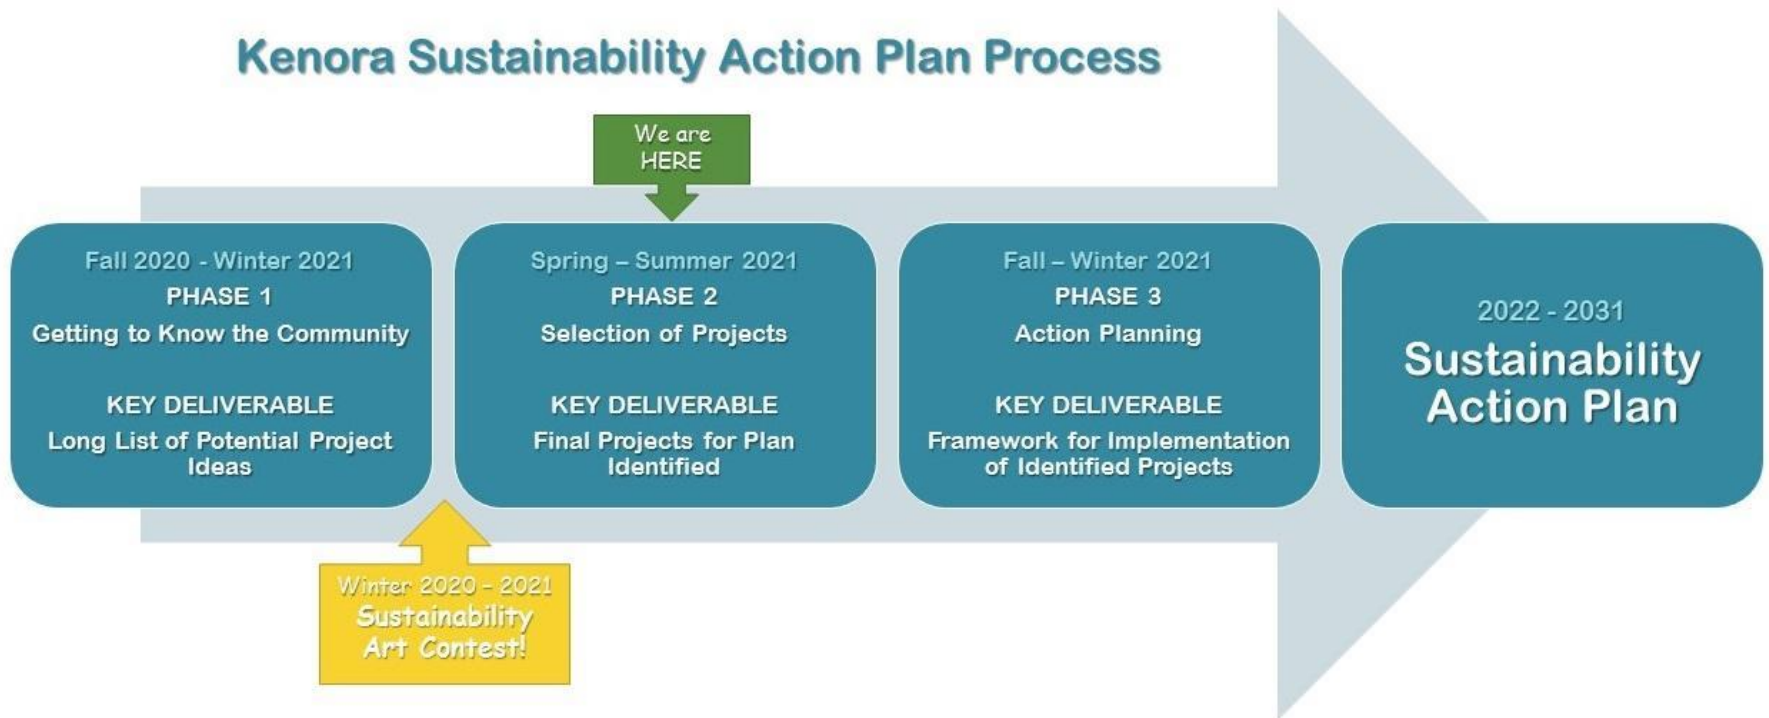 Kenora Sustainability Action Plan Process
We are
HERE
Fall 2020 - Winter 2021
PHASE 1
Getting to Know the Community
KEY DELIVERABLE
Long List of Potential Project
Ideas
Spring – Summer 2021
PHASE 2
Selection of Projects
KEY DELIVERABLE
Final Projects for Plan
Identified
Fall – Winter 2021
PHASE 3
Action Planning
KEY DELIVERABLE
Framework for Implementation
of Identified Projects
2022 - 2031
Sustainability
Action Plan
Winter 2020 – 2021
Sustainability
Art Contest!